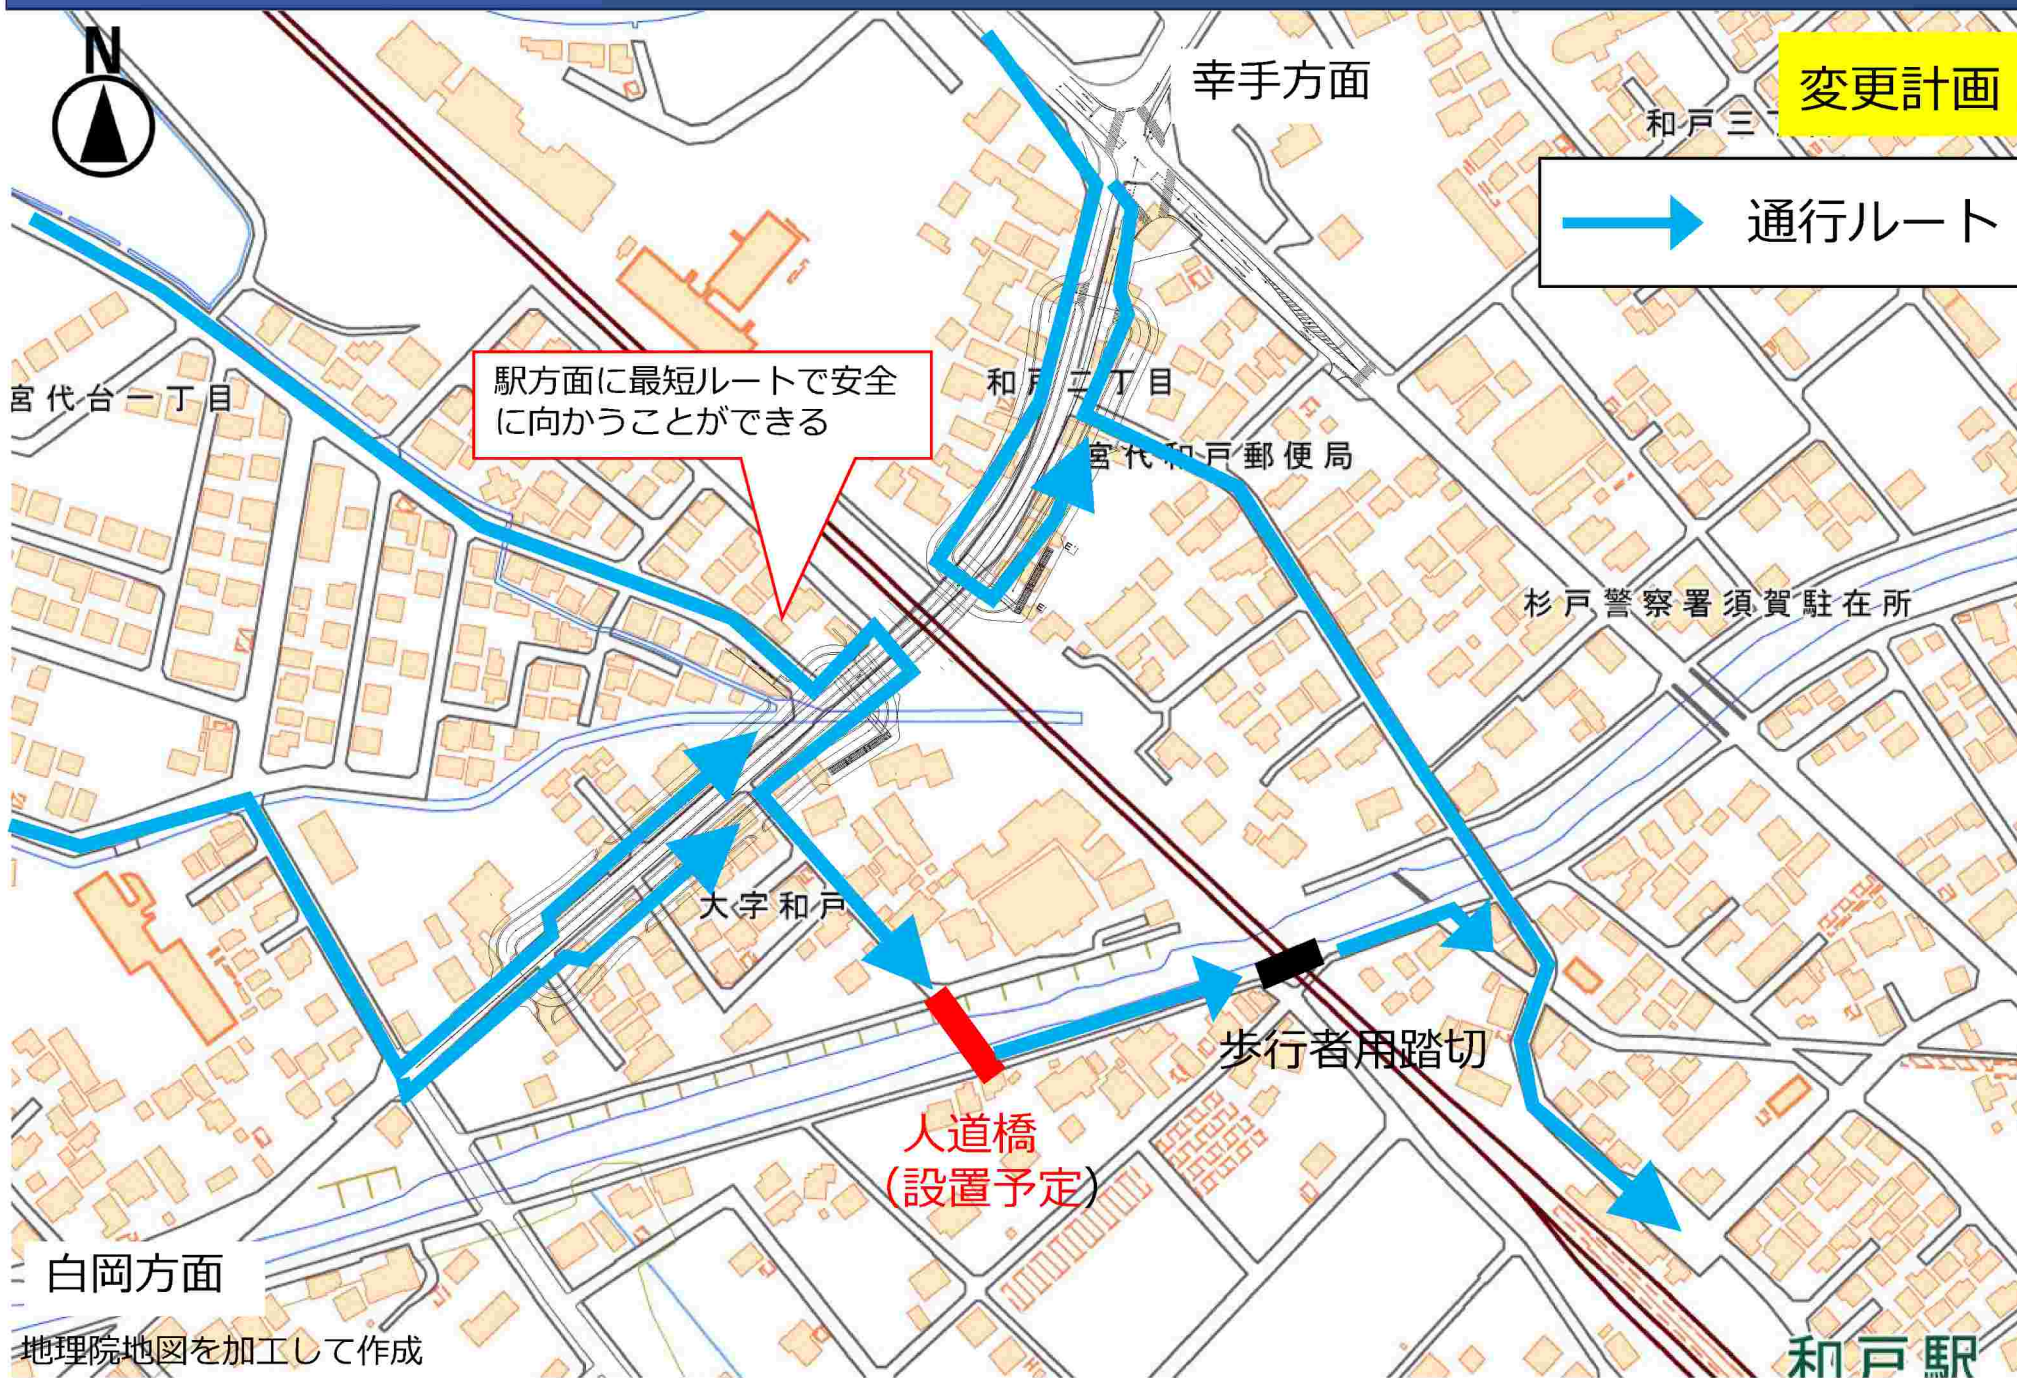 N
幸手方面
変更計画
和戸三丁
通行ルート
駅方面に最短ルートで安全
に向かうことができる
宮代台一丁目
和戸二丁目
宮代和戸郵便局
杉戸警察署須賀駐在所
大字和戸
歩行者用踏切
人道橋
(設置予定)
白岡方面
地理院地図を加工して作成
和戸駅